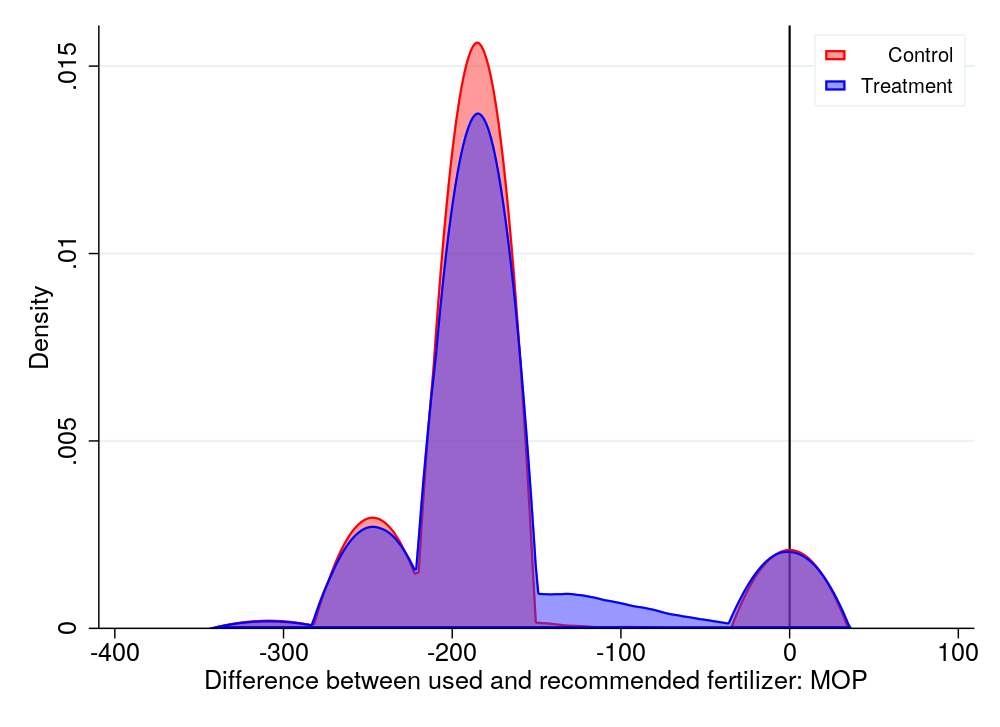 Control
Treatment
Density
.015
.01
.005
0
-400 -300 -200 -100 0 100
Difference between used and recommended fertilizer: MOP